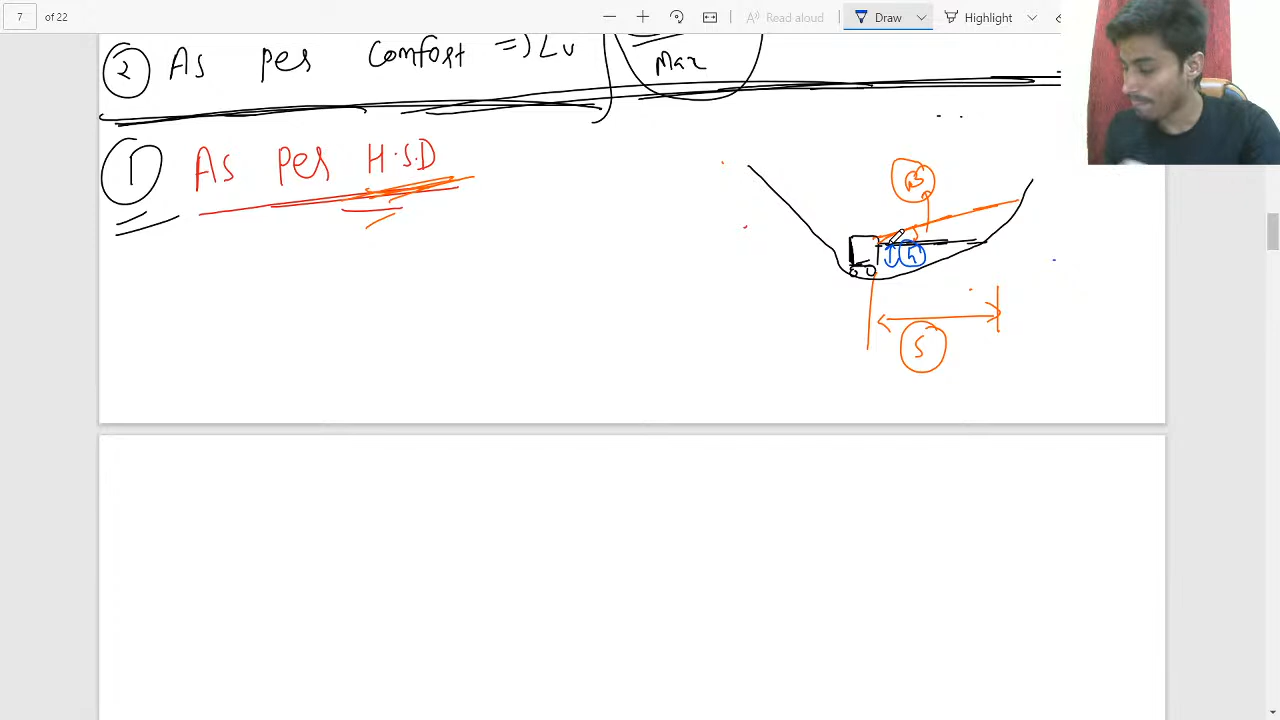 7 of 22 Read aloud Draw Highlight
2 As per Comfort => Lv Max
1 As Per H.S.D
h
S